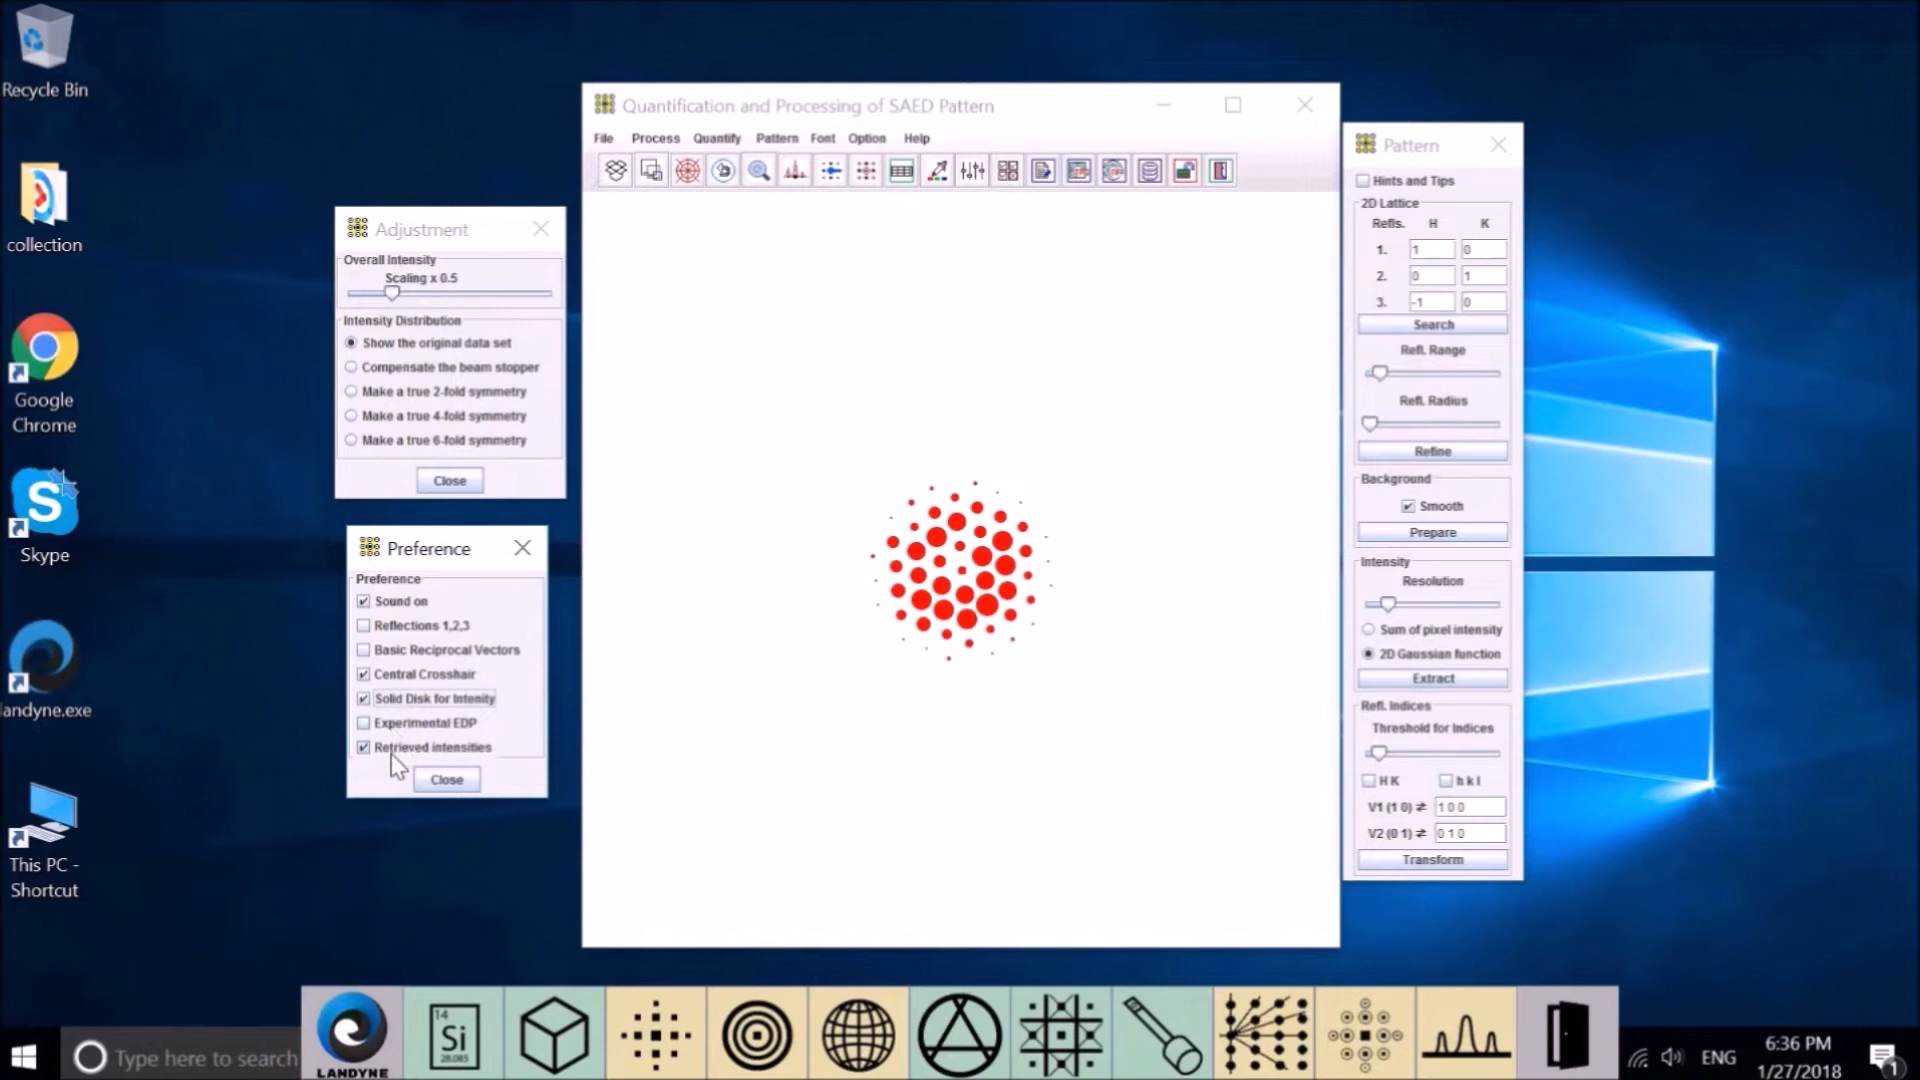 Recycle Bin
collection
Google
Chrome
Skype
landyne.exe
This PC -
Shortcut
Adjustment
Overall Intensity
Scaling x 0.5
Intensity Distribution
Show the original data set
Compensate the beam stopper
Make a true 2-fold symmetry
Make a true 4-fold symmetry
Make a true 6-fold symmetry
Close
Preference
Preference
Sound on
Reflections 1,2,3
Basic Reciprocal Vectors
Central Crosshair
Solid Disk for Intenity
Experimental EDP
Retrieved intensities
Close
Quantification and Processing of SAED Pattern
File Process Quantify Pattern Font Option Help
Pattern
Hints and Tips
2D Lattice
Refls. H K
1. 1 0
2. 0 1
3. -1 0
Search
Refl. Range
Refl. Radius
Refine
Background
Smooth
Prepare
Intensity
Resolution
Sum of pixel intensity
2D Gaussian function
Extract
Refl. Indices
Threshold for Indices
H K h k l
V1 (1 0) ⇌ 1 0 0
V2 (0 1) ⇌ 0 1 0
Transform
Type here to search
LANDYNE
14
Si
28.085
ENG
6:36 PM
1/27/2018
1